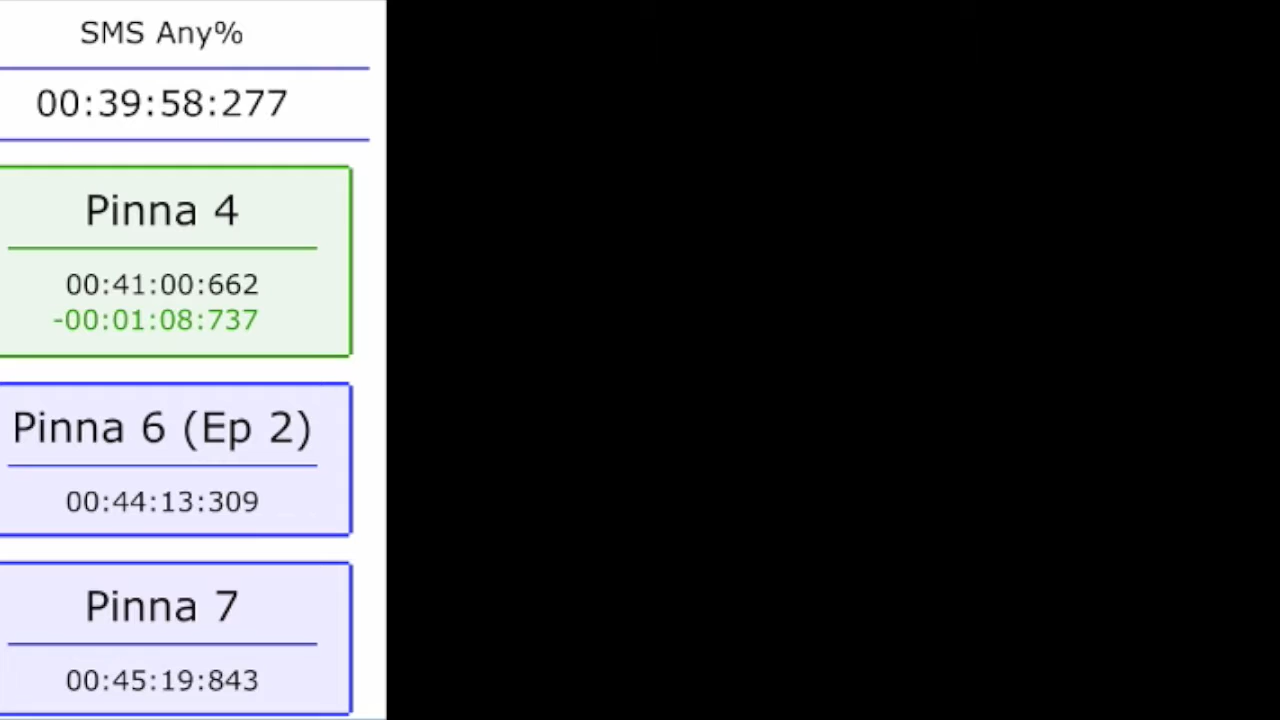 SMS Any%
00:39:58:277
Pinna 4
00:41:00:662
-00:01:08:737
Pinna 6 (Ep 2)
00:44:13:309
Pinna 7
00:45:19:843